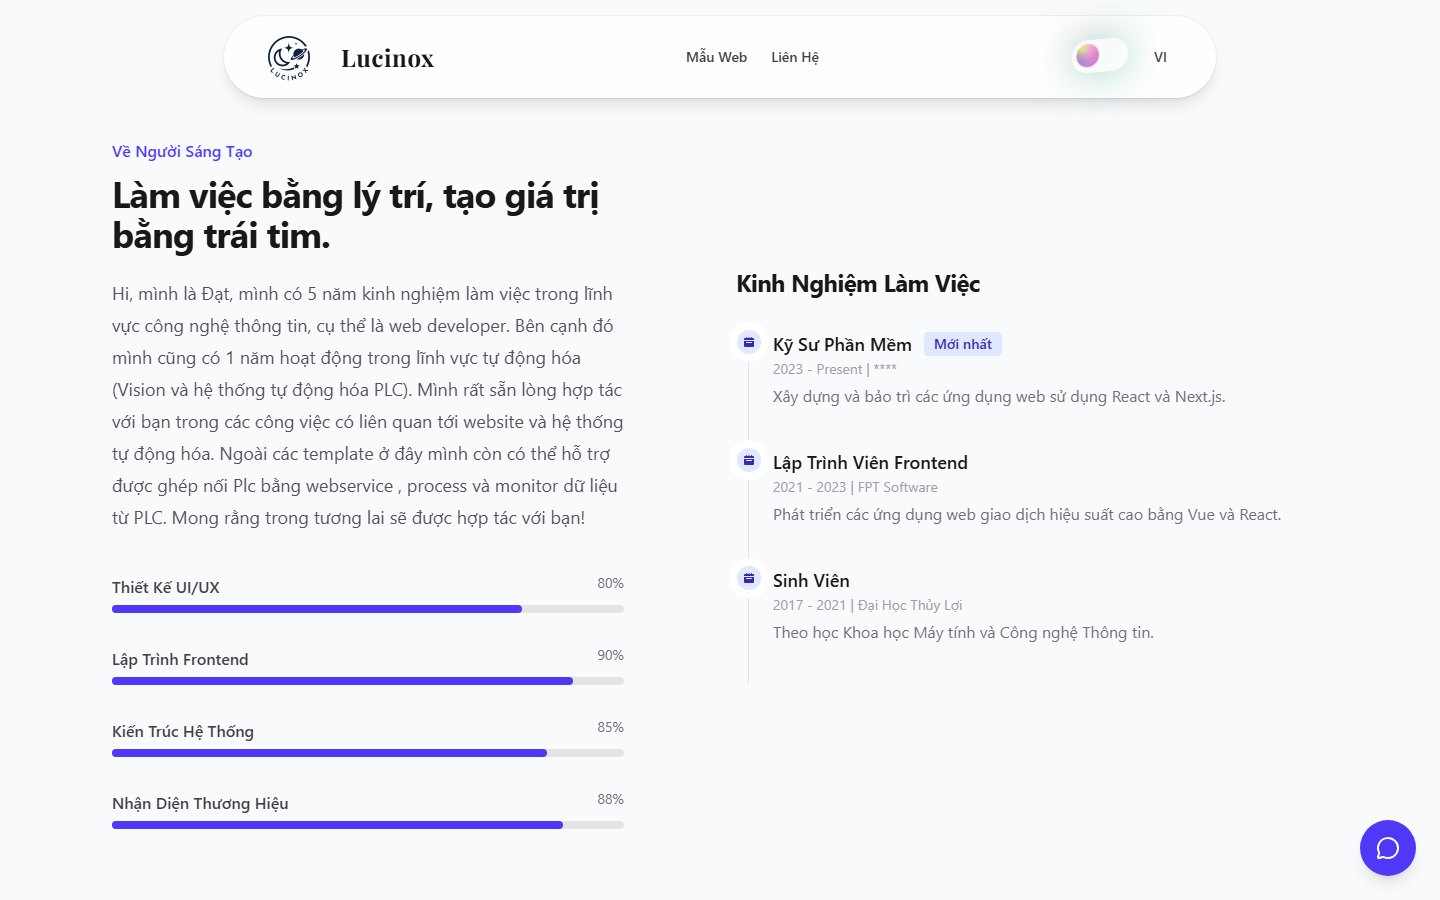 LUCINOX
Lucinox
Mẫu Web
Liên Hệ
VI
Về Người Sáng Tạo
Làm việc bằng lý trí, tạo giá trị
bằng trái tim.
Hi, mình là Đạt, mình có 5 năm kinh nghiệm làm việc trong lĩnh
vực công nghệ thông tin, cụ thể là web developer. Bên cạnh đó
mình cũng có 1 năm hoạt động trong lĩnh vực tự động hóa
(Vision và hệ thống tự động hóa PLC). Mình rất sẵn lòng hợp tác
với bạn trong các công việc có liên quan tới website và hệ thống
tự động hóa. Ngoài các template ở đây mình còn có thể hỗ trợ
được ghép nối Plc bằng webservice , process và monitor dữ liệu
từ PLC. Mong rằng trong tương lai sẽ được hợp tác với bạn!
Thiết Kế UI/UX
80%
Lập Trình Frontend
90%
Kiến Trúc Hệ Thống
85%
Nhận Diện Thương Hiệu
88%
Kinh Nghiệm Làm Việc
Kỹ Sư Phần Mềm
Mới nhất
2023 - Present | ****
Xây dựng và bảo trì các ứng dụng web sử dụng React và Next.js.
Lập Trình Viên Frontend
2021 - 2023 | FPT Software
Phát triển các ứng dụng web giao dịch hiệu suất cao bằng Vue và React.
Sinh Viên
2017 - 2021 | Đại Học Thủy Lợi
Theo học Khoa học Máy tính và Công nghệ Thông tin.